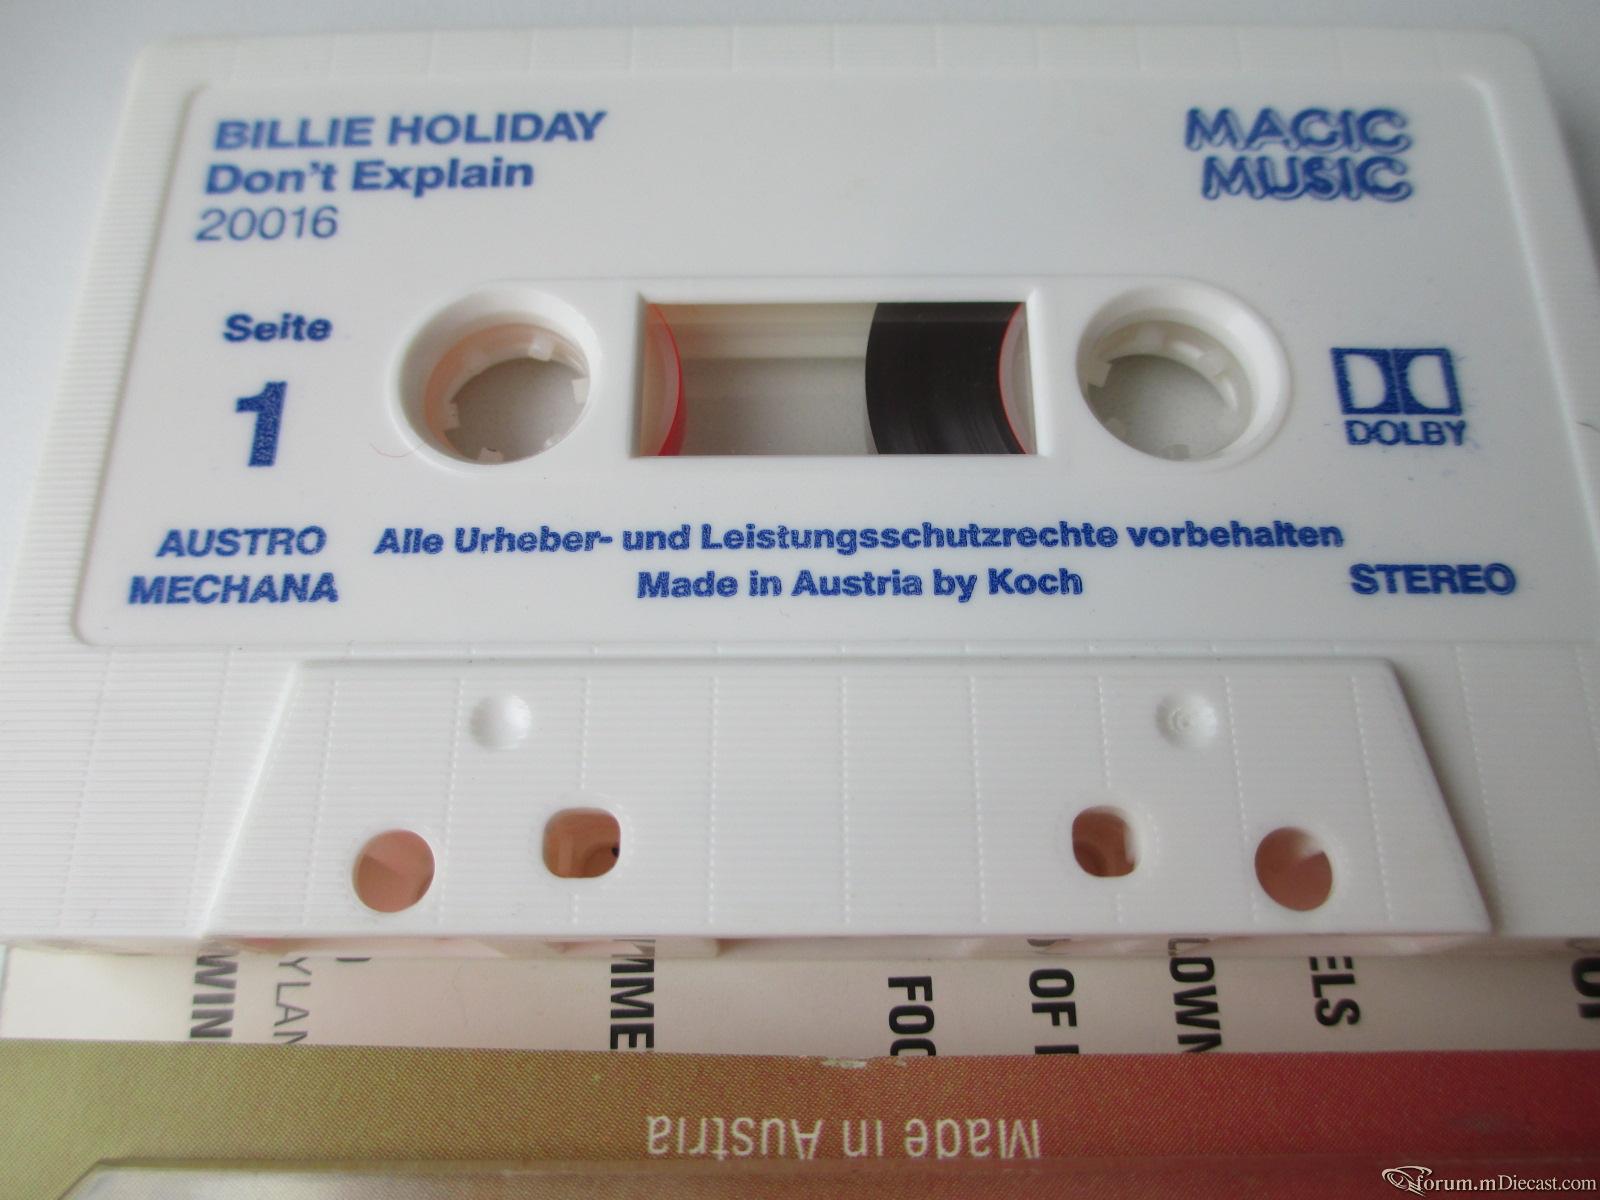 BILLIE HOLIDAY
Don't Explain
20016
MAGIC
MUSIC
Seite
1
DOLBY
AUSTRO
MECHANA
Alle Urheber- und Leistungsschutzrechte vorbehalten
Made in Austria by Koch
STEREO
OF
Made in Austria
forum.mDiecast.com